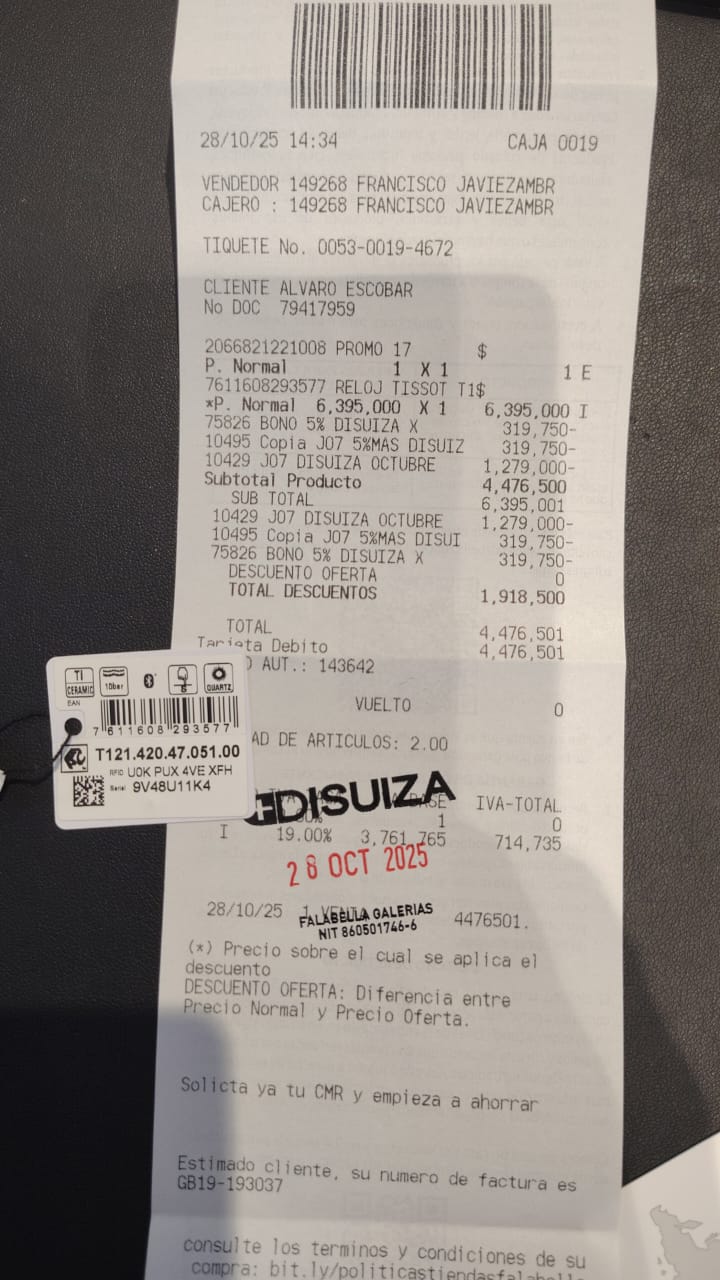 28/10/25 14:34 CAJA 0019
VENDEDOR 149268 FRANCISCO JAVIEZAMBR
CAJERO : 149268 FRANCISCO JAVIEZAMBR
TIQUETE No. 0053-0019-4672
CLIENTE ALVARO ESCOBAR
No DOC 79417959
2066821221008 PROMO 17 $
P. Normal 1 X 1 1 E
7611608293577 RELOJ TISSOT T1$
*P. Normal 6,395,000 X 1 6,395,000 I
75826 BONO 5% DISUIZA X 319,750-
10495 Copia J07 5%MAS DISUIZ 319,750-
10429 J07 DISUIZA OCTUBRE 1,279,000-
Subtotal Producto 4,476,500
SUB TOTAL 6,395,001
10429 J07 DISUIZA OCTUBRE 1,279,000-
10495 Copia J07 5%MAS DISUI 319,750-
75826 BONO 5% DISUIZA X 319,750-
DESCUENTO OFERTA 0
TOTAL DESCUENTOS 1,918,500
TOTAL 4,476,501
Tarjeta Debito 4,476,501
AUT.: 143642
VUELTO 0
AD DE ARTICULOS: 2.00
TI
CERAMIC
10bar
QUARTZ
EAN
7 611608 293577
T121.420.47.051.00
RFID U0K PUX 4VE XFH
Serial 9V48U11K4
DISUIZA
BASE IVA-TOTAL
1 0
I 19.00% 3,761,765 714,735
28 OCT 2025
28/10/25 1 VENTA 4476501.
FALABELLA GALERIAS
NIT 860501746-6
(*) Precio sobre el cual se aplica el
descuento
DESCUENTO OFERTA: Diferencia entre
Precio Normal y Precio Oferta.
Solicta ya tu CMR y empieza a ahorrar
Estimado cliente, su numero de factura es
GB19-193037
consulte los terminos y condiciones de su
compra: bit.ly/politicastiendasfalabella